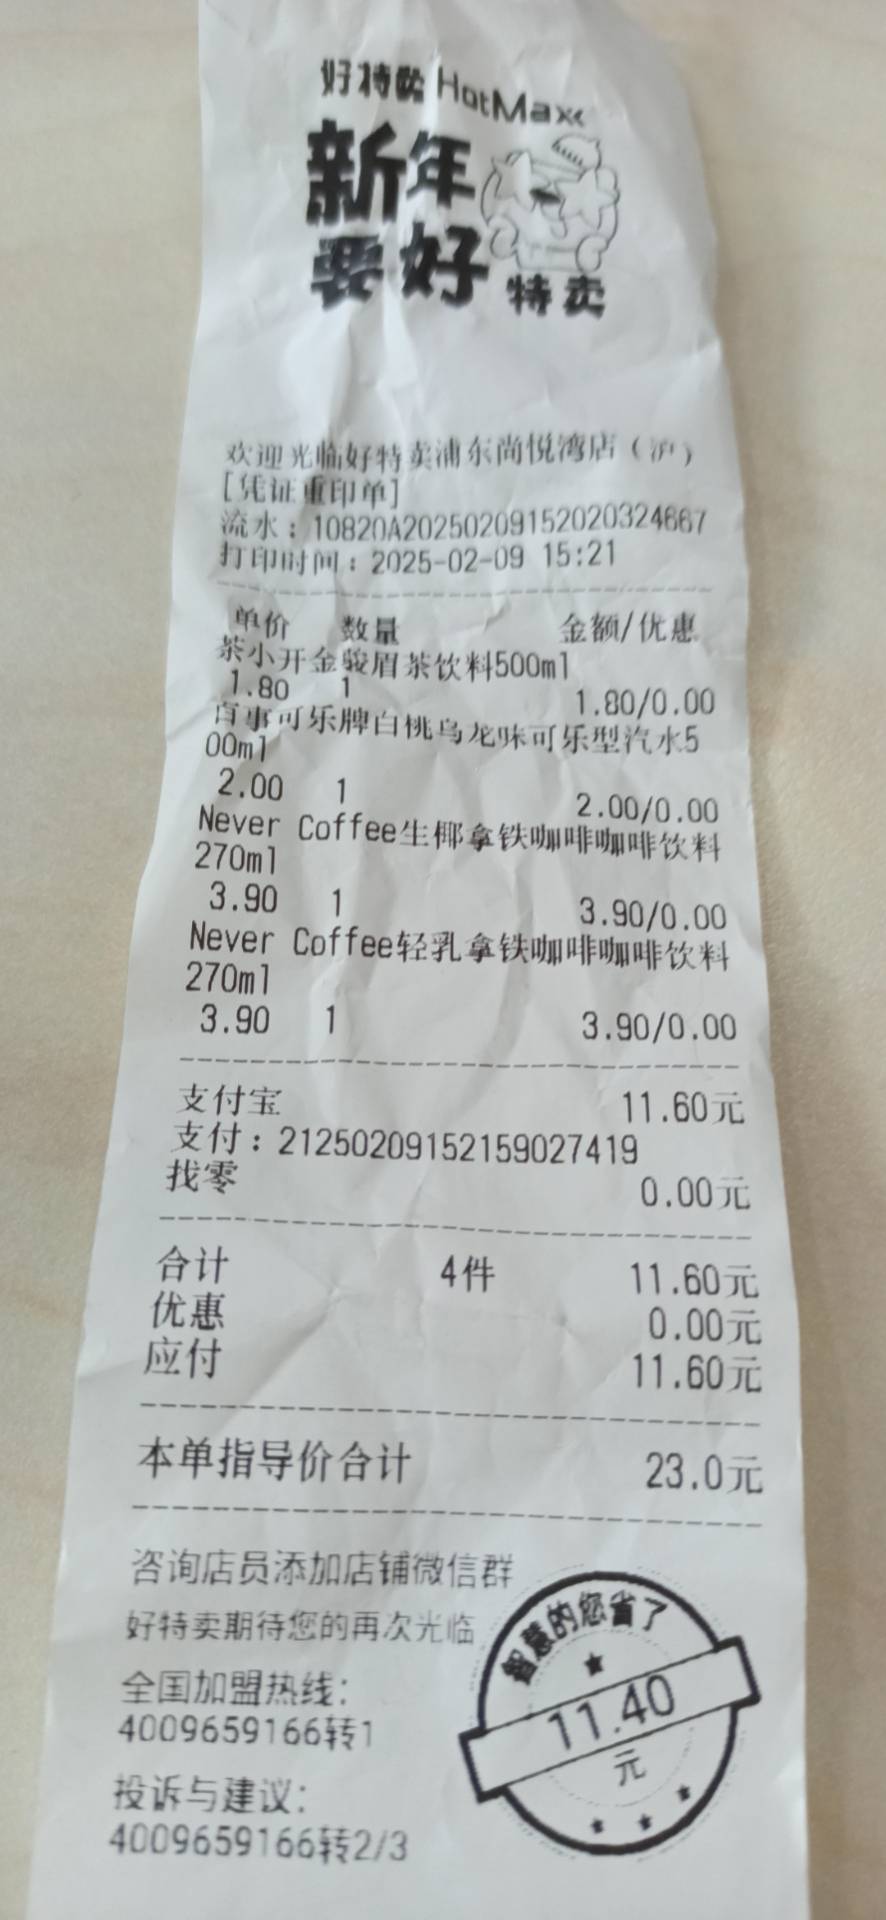 好特卖HotMaxx
新年
要好特卖
欢迎光临好特卖浦东尚悦湾店（沪）
[凭证重印单]
流水：10820A20250209152020324667
打印时间：2025-02-09 15:21
单价 数量 金额/优惠
茶小开金骏眉茶饮料500ml
1.80 1 1.80/0.00
百事可乐牌白桃乌龙味可乐型汽水5
00ml
2.00 1 2.00/0.00
Never Coffee生椰拿铁咖啡咖啡饮料
270ml
3.90 1 3.90/0.00
Never Coffee轻乳拿铁咖啡咖啡饮料
270ml
3.90 1 3.90/0.00
支付宝 11.60元
支付：21250209152159027419
找零 0.00元
合计 4件 11.60元
优惠 0.00元
应付 11.60元
本单指导价合计 23.0元
咨询店员添加店铺微信群
好特卖期待您的再次光临
全国加盟热线：
4009659166转1
投诉与建议：
4009659166转2/3
智慧的您省了
11.40
元